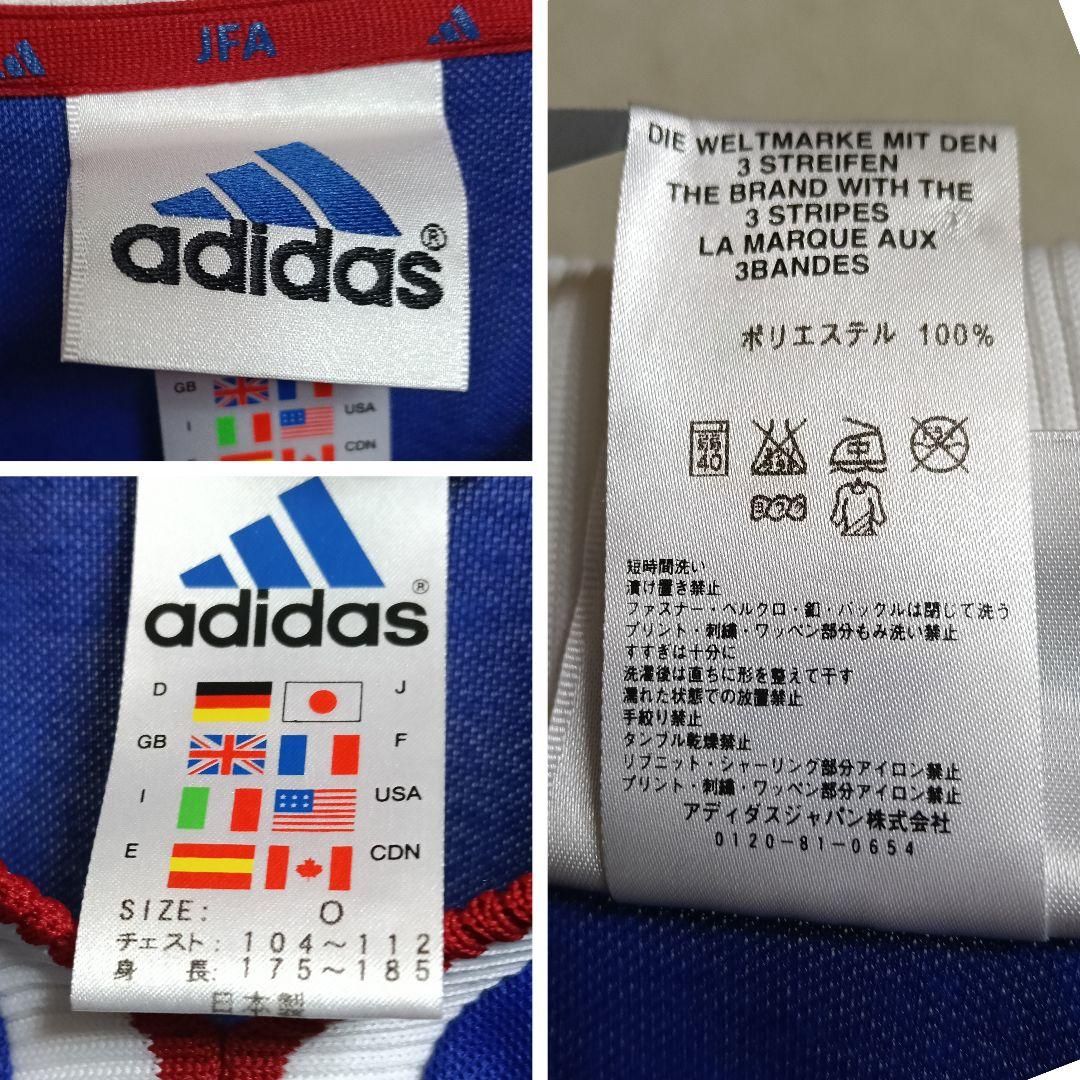 JFA
adidas®
GB
I
USA
CDN
adidas®
D J
GB F
I USA
E CDN
SIZE: O
チェスト: 104~112
身 長: 175~185
日本製
DIE WELTMARKE MIT DEN
3 STREIFEN
THE BRAND WITH THE
3 STRIPES
LA MARQUE AUX
3BANDES
ポリエステル 100%
40
短時間洗い
漬け置き禁止
ファスナー・ベルクロ・釦・バックルは閉じて洗う
プリント・刺繍・ワッペン部分もみ洗い禁止
すすぎは十分に
洗濯後は直ちに形を整えて干す
濡れた状態での放置禁止
手絞り禁止
タンブル乾燥禁止
リブニット・シャーリング部分アイロン禁止
プリント・刺繍・ワッペン部分アイロン禁止
アディダスジャパン株式会社
0120-81-0654